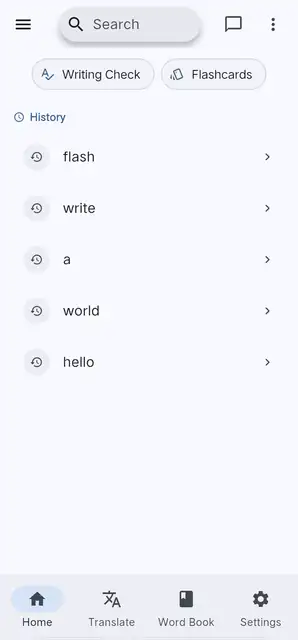 Search
Writing Check Flashcards
History
flash
write
a
world
hello
Home Translate Word Book Settings